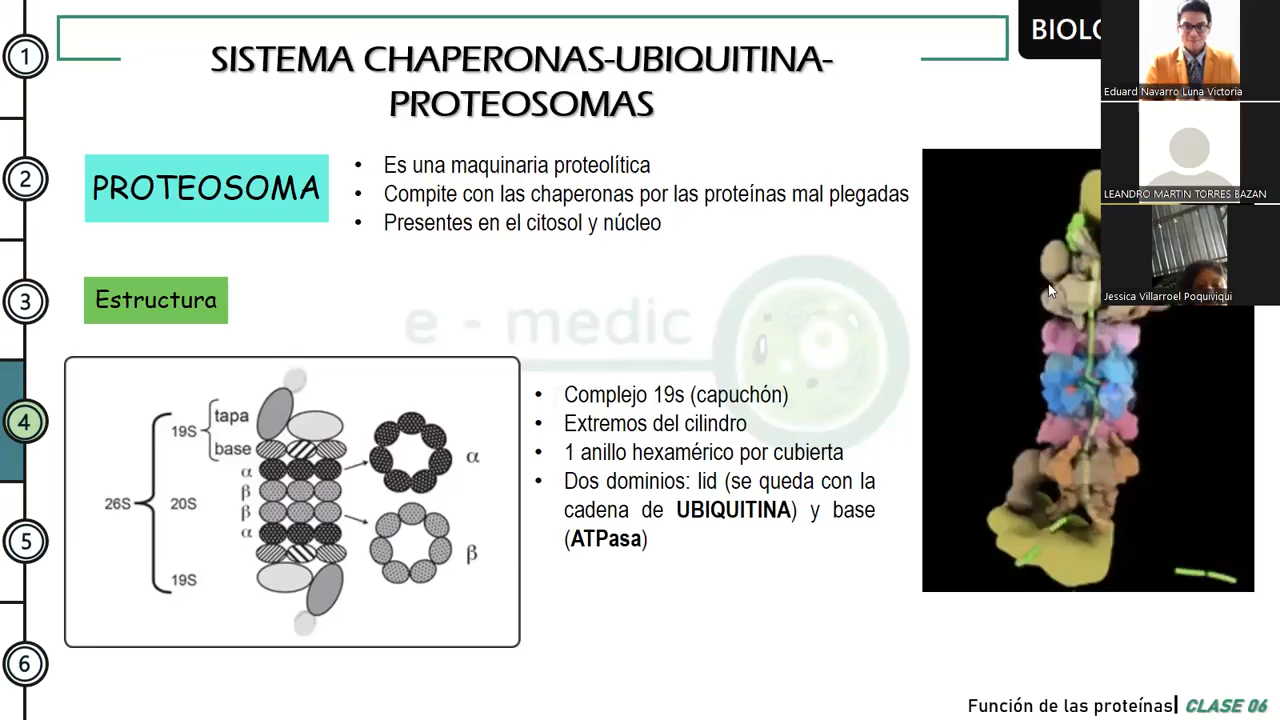 SISTEMA CHAPERONAS-UBIQUITINA-
PROTEOSOMAS
BIOLO
Eduard Navarro Luna Victoria
LEANDRO MARTIN TORRES BAZAN
Jessica Villarroel Poquiviqui
1
2
3
4
5
6
PROTEOSOMA
• Es una maquinaria proteolítica
• Compite con las chaperonas por las proteínas mal plegadas
• Presentes en el citosol y núcleo
Estructura
e - medic
26S
19S
tapa
base
α
β
20S
β
α
19S
α
β
• Complejo 19s (capuchón)
• Extremos del cilindro
• 1 anillo hexamérico por cubierta
• Dos dominios: lid (se queda con la
cadena de UBIQUITINA) y base
(ATPasa)
Función de las proteínas| CLASE 06